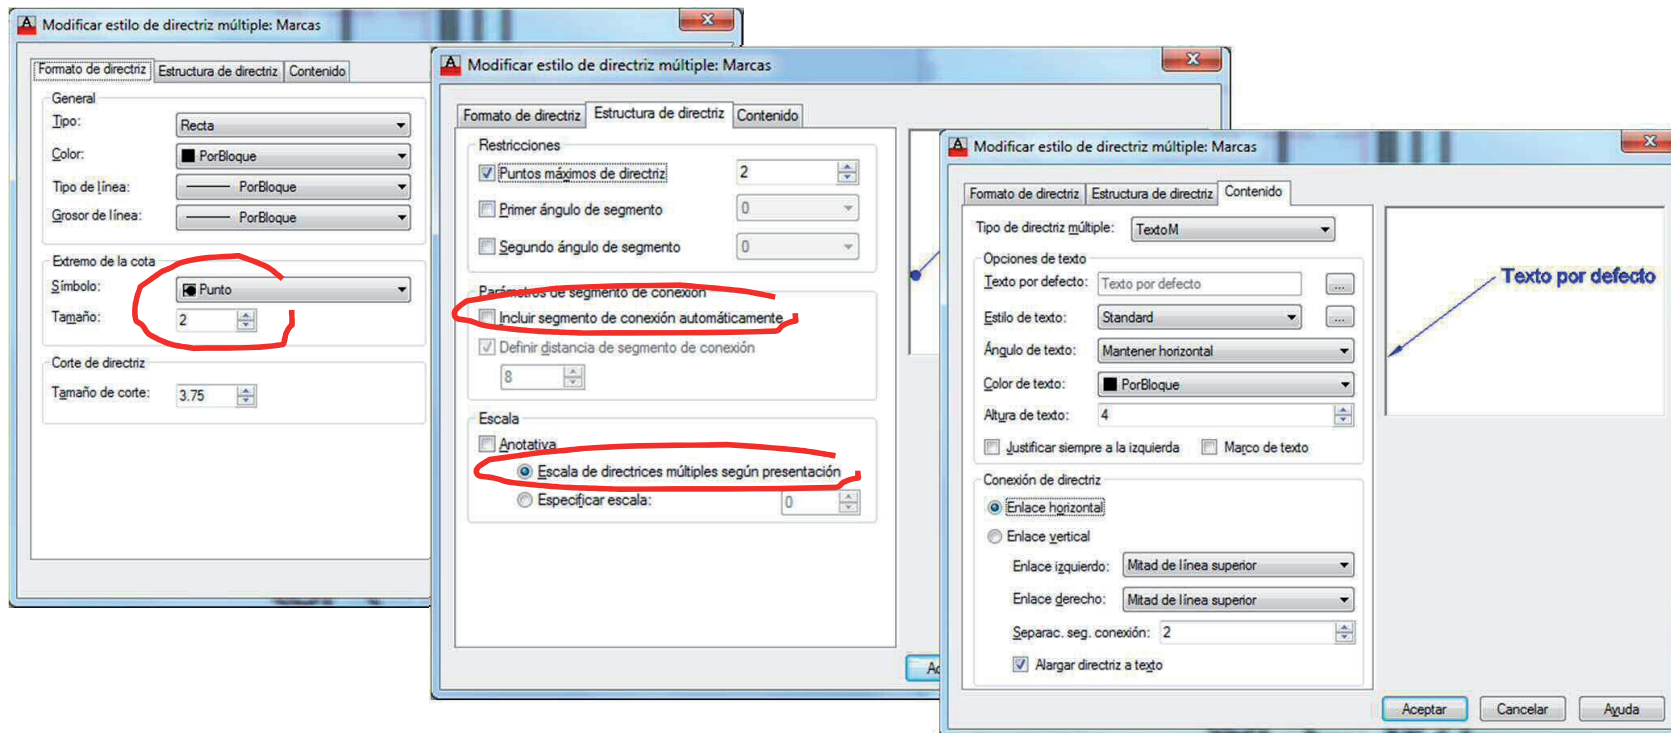 Modificar estilo de directriz múltiple: Marcas
Formato de directriz Estructura de directriz Contenido
General
Tipo: Recta
Color: PorBloque
Tipo de línea: PorBloque
Grosor de línea: PorBloque
Extremo de la cota
Símbolo: Punto
Tamaño: 2
Corte de directriz
Tamaño de corte: 3.75
Modificar estilo de directriz múltiple: Marcas
Formato de directriz Estructura de directriz Contenido
Restricciones
Puntos máximos de directriz 2
Primer ángulo de segmento 0
Segundo ángulo de segmento 0
Parámetros de segmento de conexión
Incluir segmento de conexión automáticamente
Definir distancia de segmento de conexión
8
Escala
Anotativa
Escala de directrices múltiples según presentación
Especificar escala: 0
Modificar estilo de directriz múltiple: Marcas
Formato de directriz Estructura de directriz Contenido
Tipo de directriz múltiple: TextoM
Opciones de texto
Texto por defecto: Texto por defecto ...
Estilo de texto: Standard ...
Ángulo de texto: Mantener horizontal
Color de texto: PorBloque
Altura de texto: 4
Justificar siempre a la izquierda Marco de texto
Conexión de directriz
Enlace horizontal
Enlace vertical
Enlace izquierdo: Mitad de línea superior
Enlace derecho: Mitad de línea superior
Separac. seg. conexión: 2
Alargar directriz a texto
Texto por defecto
Aceptar Cancelar Ayuda